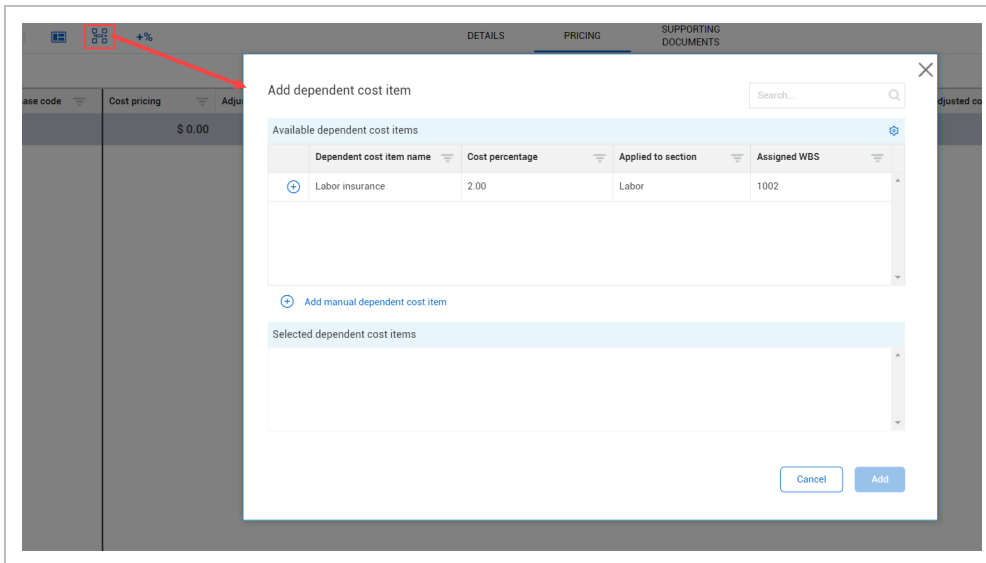 +%
DETAILS
PRICING
SUPPORTING
DOCUMENTS
ase code
Cost pricing
Adju
djusted co
$ 0.00
Add dependent cost item
Search...
Available dependent cost items
Dependent cost item name
Cost percentage
Applied to section
Assigned WBS
Labor insurance
2.00
Labor
1002
Add manual dependent cost item
Selected dependent cost items
Cancel
Add